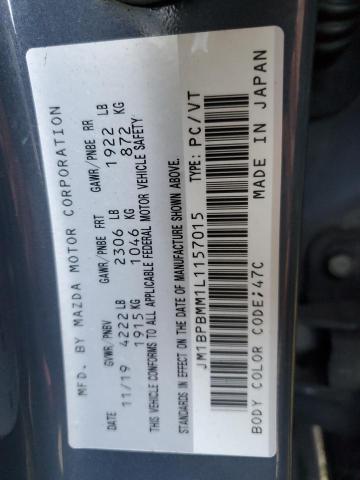 MFD. BY MAZDA MOTOR CORPORATION
DATE GVWR/PNBV GAWR/PNBE FRT GAWR/PNBE RR
11/19 4222 LB 2306 LB 1922 LB
1915 KG 1046 KG 872 KG
THIS VEHICLE CONFORMS TO ALL APPLICABLE FEDERAL MOTOR VEHICLE SAFETY
STANDARDS IN EFFECT ON THE DATE OF MANUFACTURE SHOWN ABOVE.
JM1BPBMM1L1157015 TYPE: PC/VT
BODY COLOR CODE;47C MADE IN JAPAN